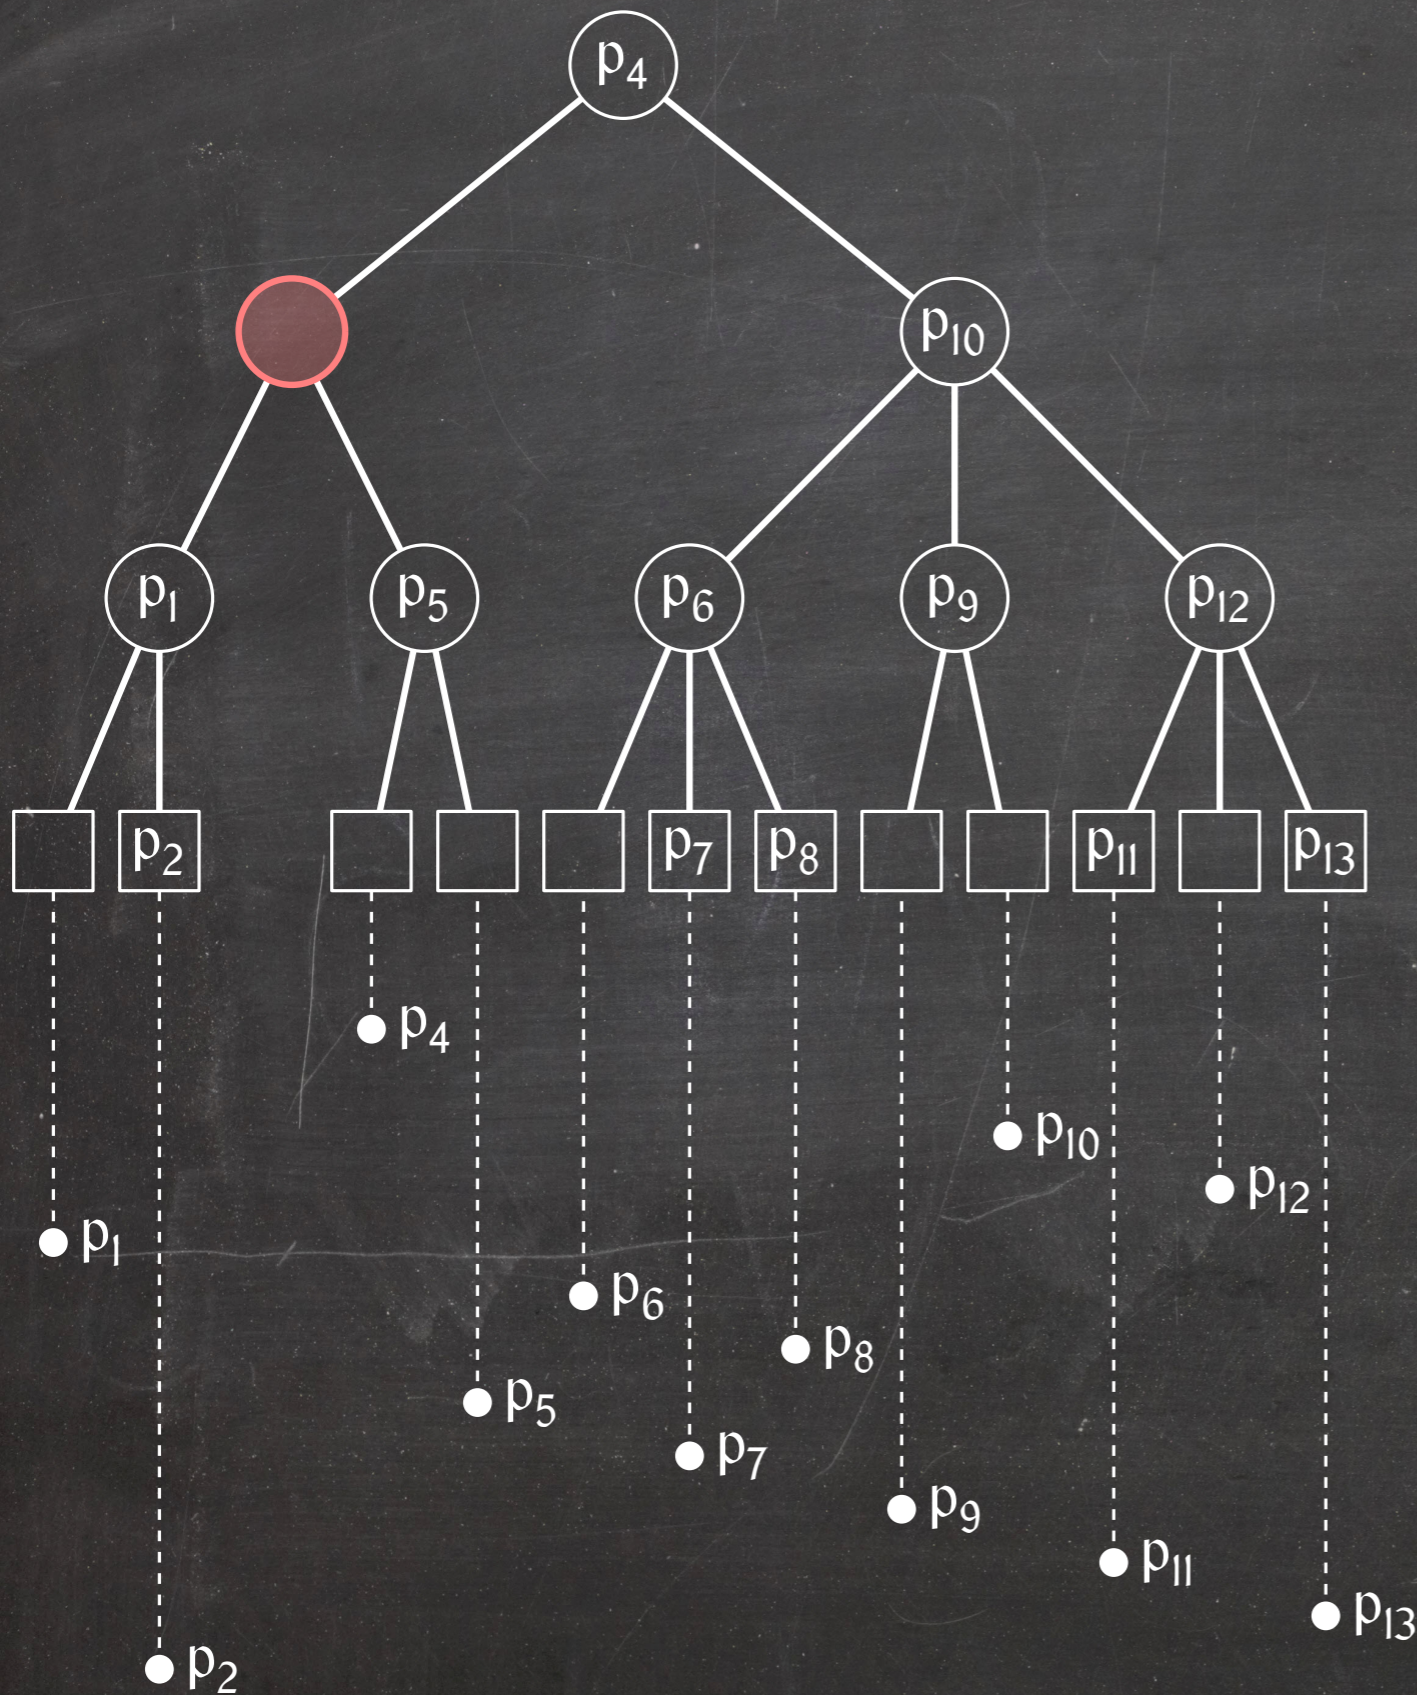 p₄
p₁₀
p₁ p₅ p₆ p₉ p₁₂
p₂ p₇ p₈ p₁₁ p₁₃
p₄
p₁₀
p₁₂
p₁
p₆
p₈
p₅
p₇
p₉
p₁₁
p₁₃
p₂